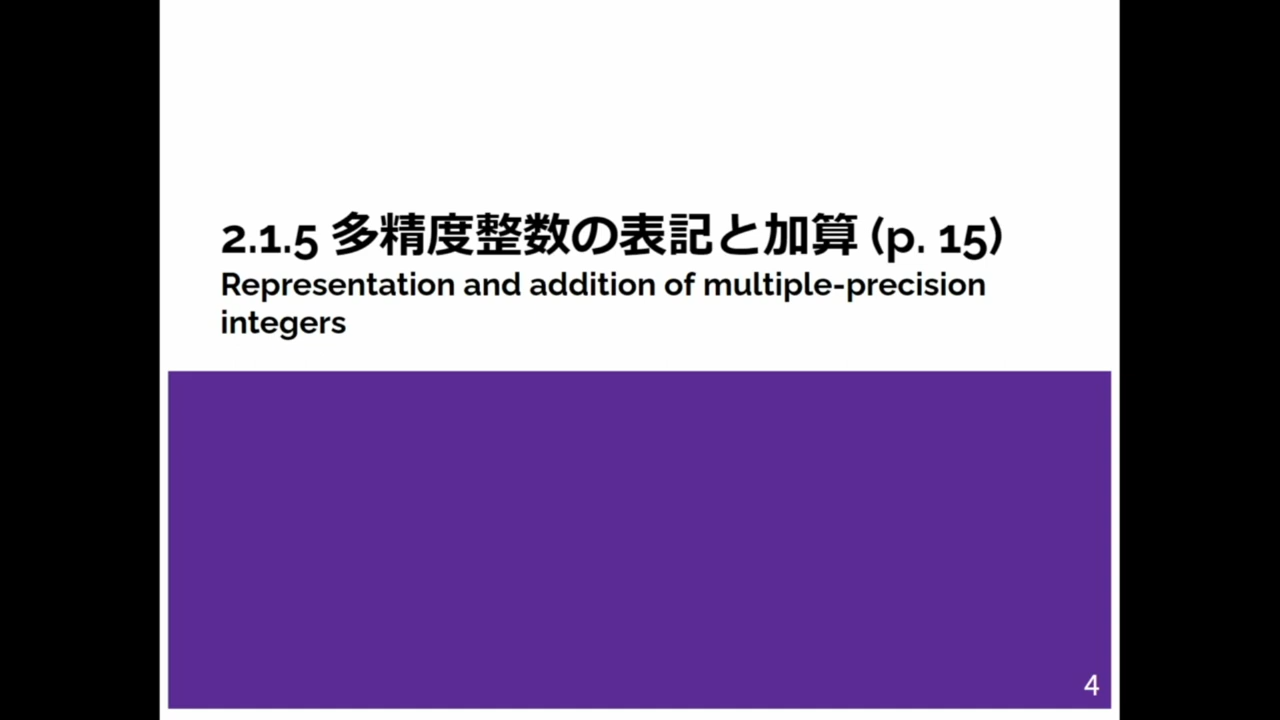 2.1.5 多精度整数の表記と加算 (p. 15)
Representation and addition of multiple-precision
integers
4